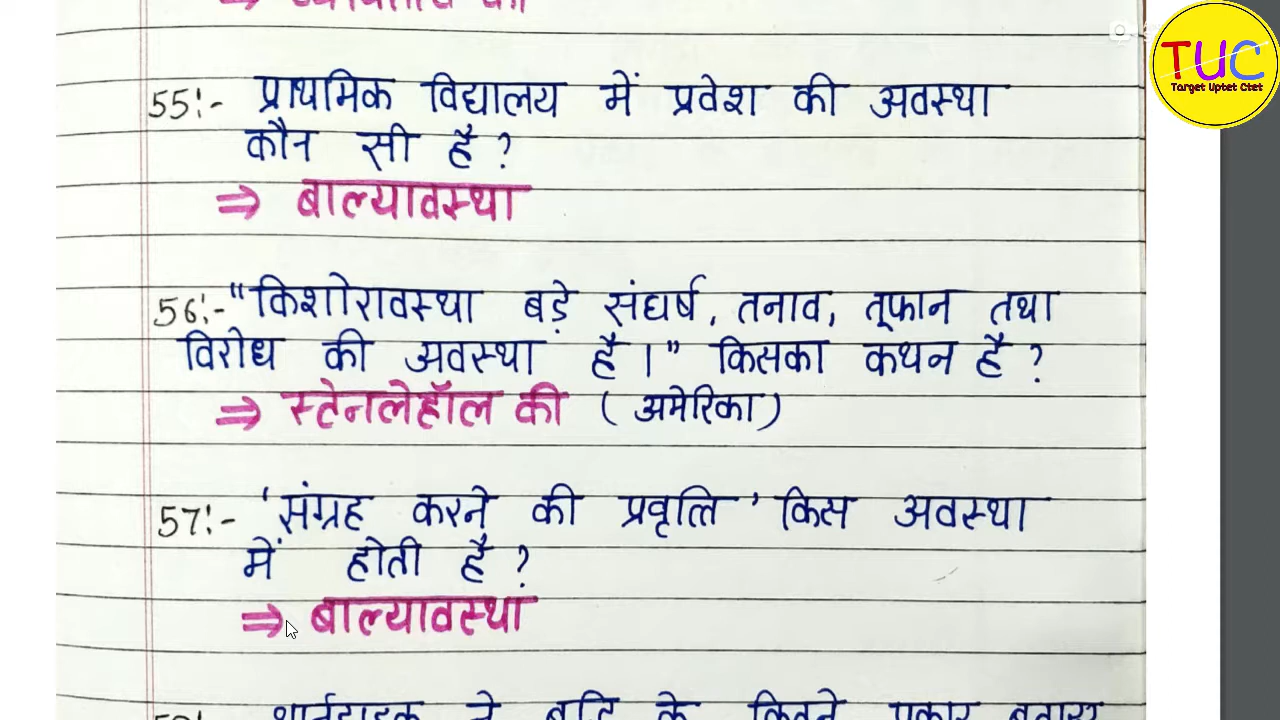 TUC
Target Uptet Ctet
55:- प्राथमिक विद्यालय में प्रवेश की अवस्था
कौन सी है ?
⇒ बाल्यावस्था
56:- "किशोरावस्था बड़े संघर्ष, तनाव, तूफान तथा
विरोध की अवस्था है।" किसका कथन है ?
⇒ स्टेनलेहॉल की ( अमेरिका )
57:- 'संग्रह करने की प्रवृत्ति' किस अवस्था
में होती है ?
⇒ बाल्यावस्था